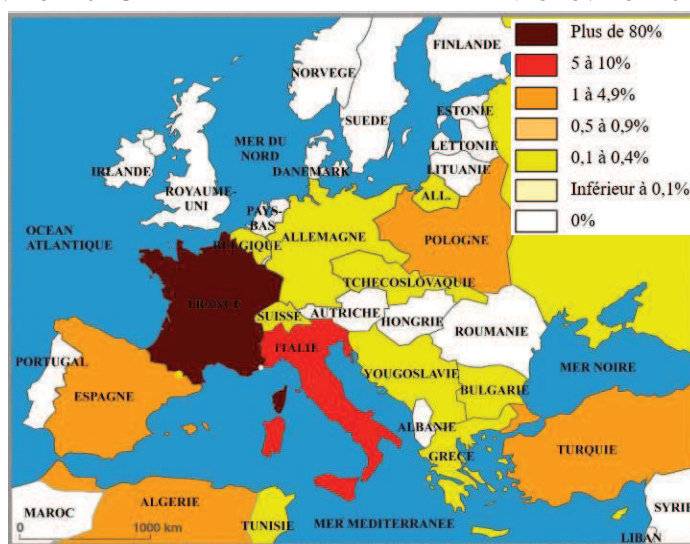 Plus de 80%
5 à 10%
1 à 4,9%
0,5 à 0,9%
0,1 à 0,4%
Inférieur à 0,1%
0%
FINLANDE
NORVEGE
SUEDE
ESTONIE
LETTONIE
LITUANIE
MER DU
NORD
DANEMARK
IRLANDE
ROYAUME-
UNI
PAYS-
BAS
ALL.
OCEAN
ATLANTIQUE
BELGIQUE
ALLEMAGNE
POLOGNE
TCHECOSLOVAQUIE
FRANCE
SUISSE
AUTRICHE
HONGRIE
ROUMANIE
ITALIE
PORTUGAL
ESPAGNE
YOUGOSLAVIE
MER NOIRE
BULGARIE
ALBANIE
GRECE
TURQUIE
MAROC
ALGERIE
TUNISIE
MER MEDITERRANEE
SYRIE
LIBAN
0
1000 km